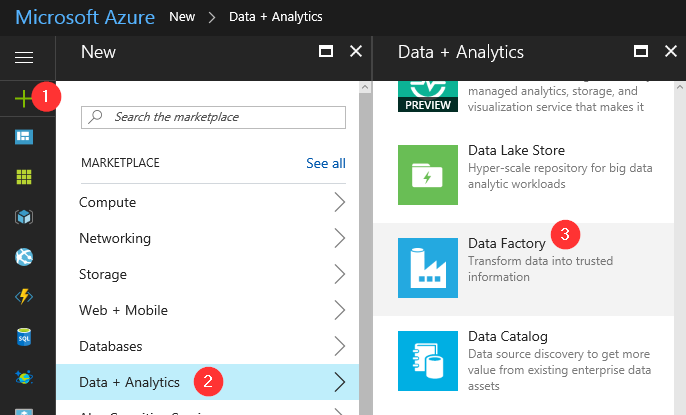 Microsoft Azure New > Data + Analytics
New
Data + Analytics
1
Search the marketplace
MARKETPLACE See all
Compute
Networking
Storage
Web + Mobile
Databases
Data + Analytics 2
managed analytics, storage, and
visualization service that makes it
PREVIEW
Data Lake Store
Hyper-scale repository for big data
analytic workloads
Data Factory 3
Transform data into trusted
information
Data Catalog
Data source discovery to get more
value from existing enterprise data
assets
SQL